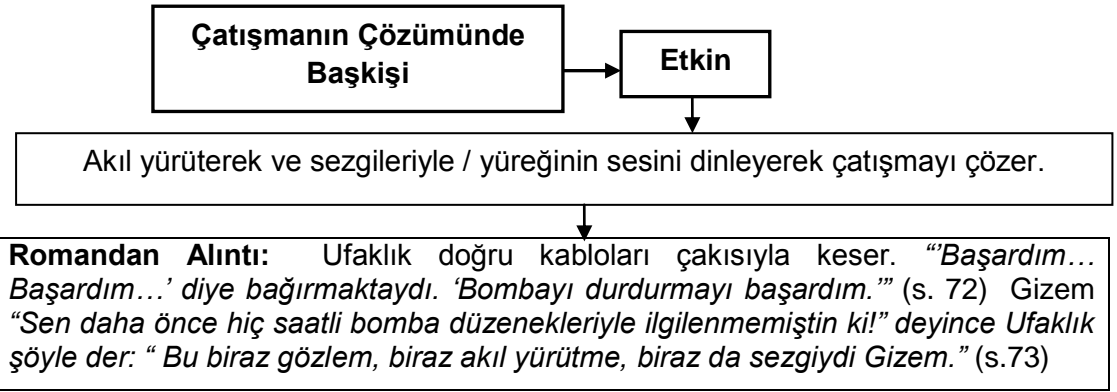 Çatışmanın Çözümünde
Başkişi
Etkin
Akıl yürüterek ve sezgileriyle / yüreğinin sesini dinleyerek çatışmayı çözer.
Romandan Alıntı: Ufaklık doğru kabloları çakısıyla keser. “‘Başardım…
Başardım…’ diye bağırmaktaydı. ‘Bombayı durdurmayı başardım.’” (s. 72) Gizem
“Sen daha önce hiç saatli bomba düzenekleriyle ilgilenmemiştin ki!” deyince Ufaklık
şöyle der: “ Bu biraz gözlem, biraz akıl yürütme, biraz da sezgiydi Gizem.” (s.73)